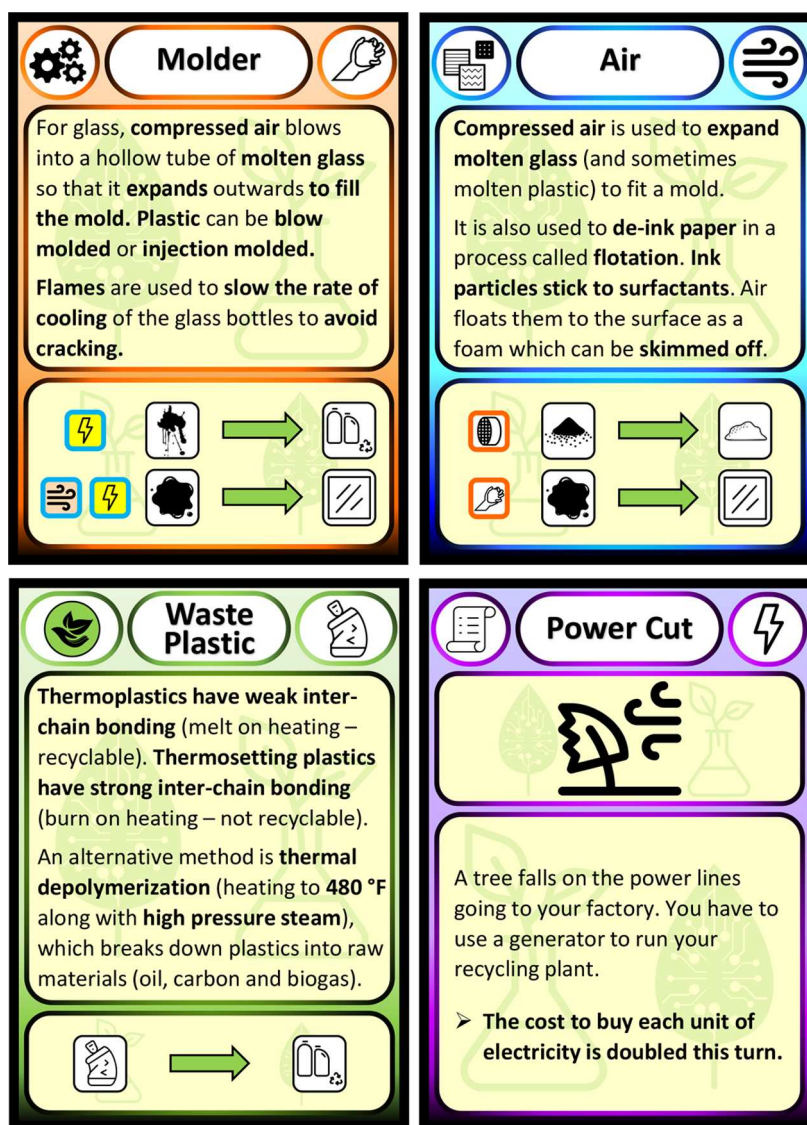 Molder
For glass, compressed air blows
into a hollow tube of molten glass
so that it expands outwards to fill
the mold. Plastic can be blow
molded or injection molded.
Flames are used to slow the rate of
cooling of the glass bottles to avoid
cracking.
Air
Compressed air is used to expand
molten glass (and sometimes
molten plastic) to fit a mold.
It is also used to de-ink paper in a
process called flotation. Ink
particles stick to surfactants. Air
floats them to the surface as a
foam which can be skimmed off.
Waste
Plastic
Thermoplastics have weak inter-
chain bonding (melt on heating –
recyclable). Thermosetting plastics
have strong inter-chain bonding
(burn on heating – not recyclable).
An alternative method is thermal
depolymerization (heating to 480 °F
along with high pressure steam),
which breaks down plastics into raw
materials (oil, carbon and biogas).
Power Cut
A tree falls on the power lines
going to your factory. You have to
use a generator to run your
recycling plant.
➢ The cost to buy each unit of
electricity is doubled this turn.